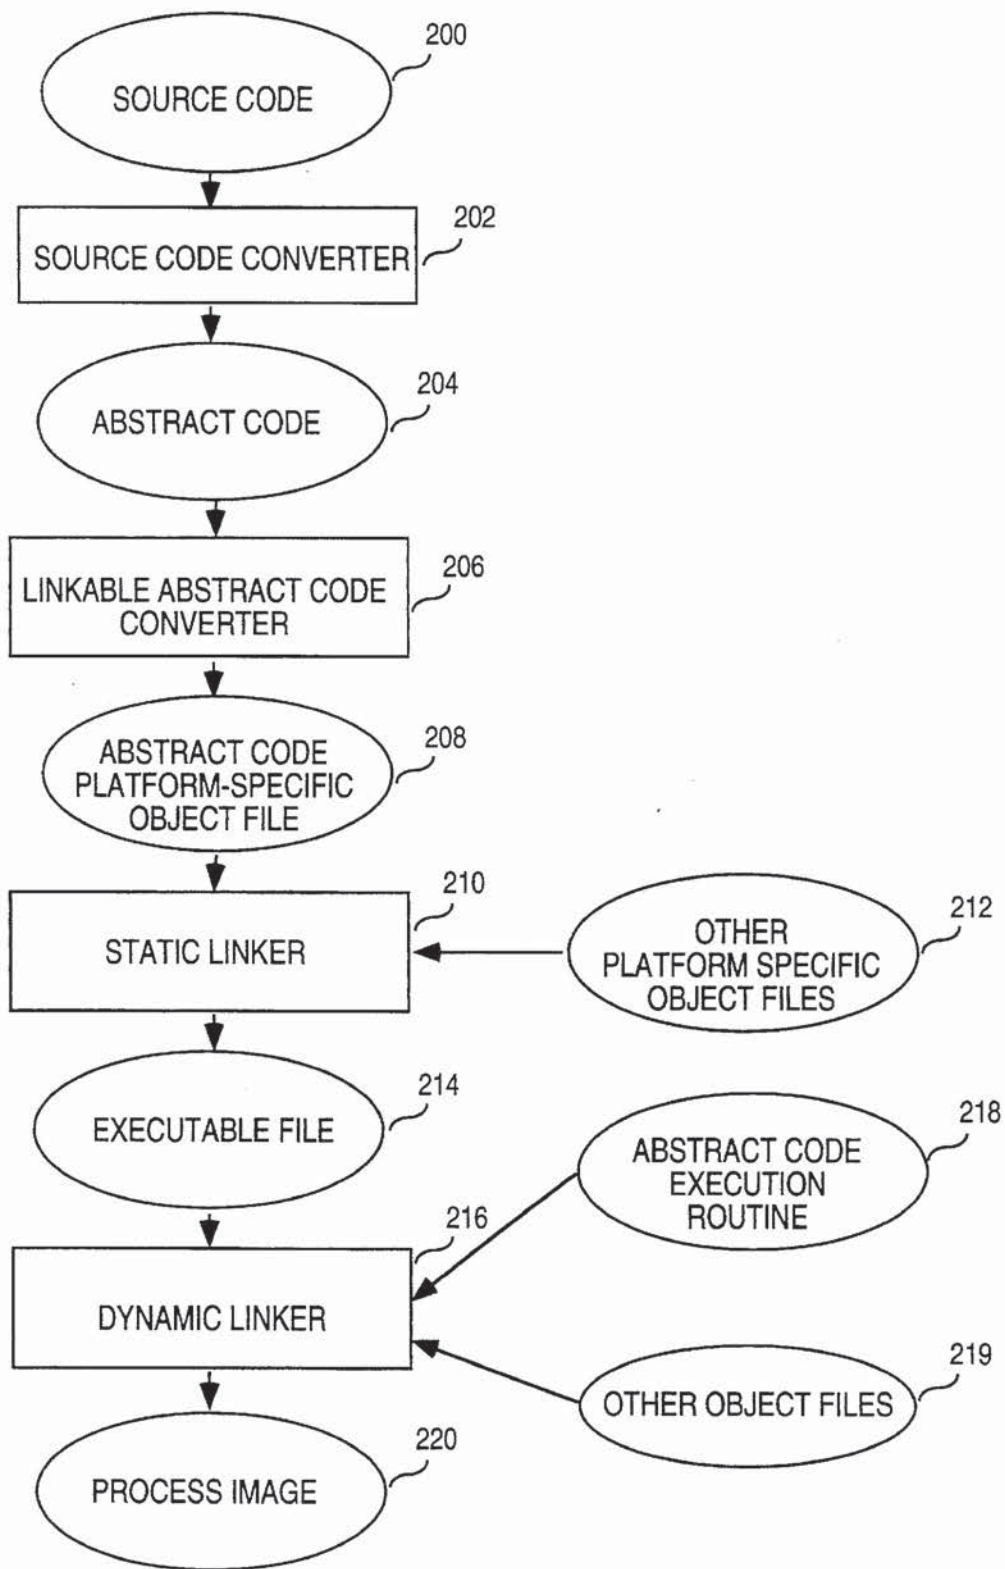 200
SOURCE CODE
202
SOURCE CODE CONVERTER
204
ABSTRACT CODE
206
LINKABLE ABSTRACT CODE
CONVERTER
208
ABSTRACT CODE
PLATFORM-SPECIFIC
OBJECT FILE
210
STATIC LINKER
212
OTHER
PLATFORM SPECIFIC
OBJECT FILES
214
EXECUTABLE FILE
218
ABSTRACT CODE
EXECUTION
ROUTINE
216
DYNAMIC LINKER
219
OTHER OBJECT FILES
220
PROCESS IMAGE